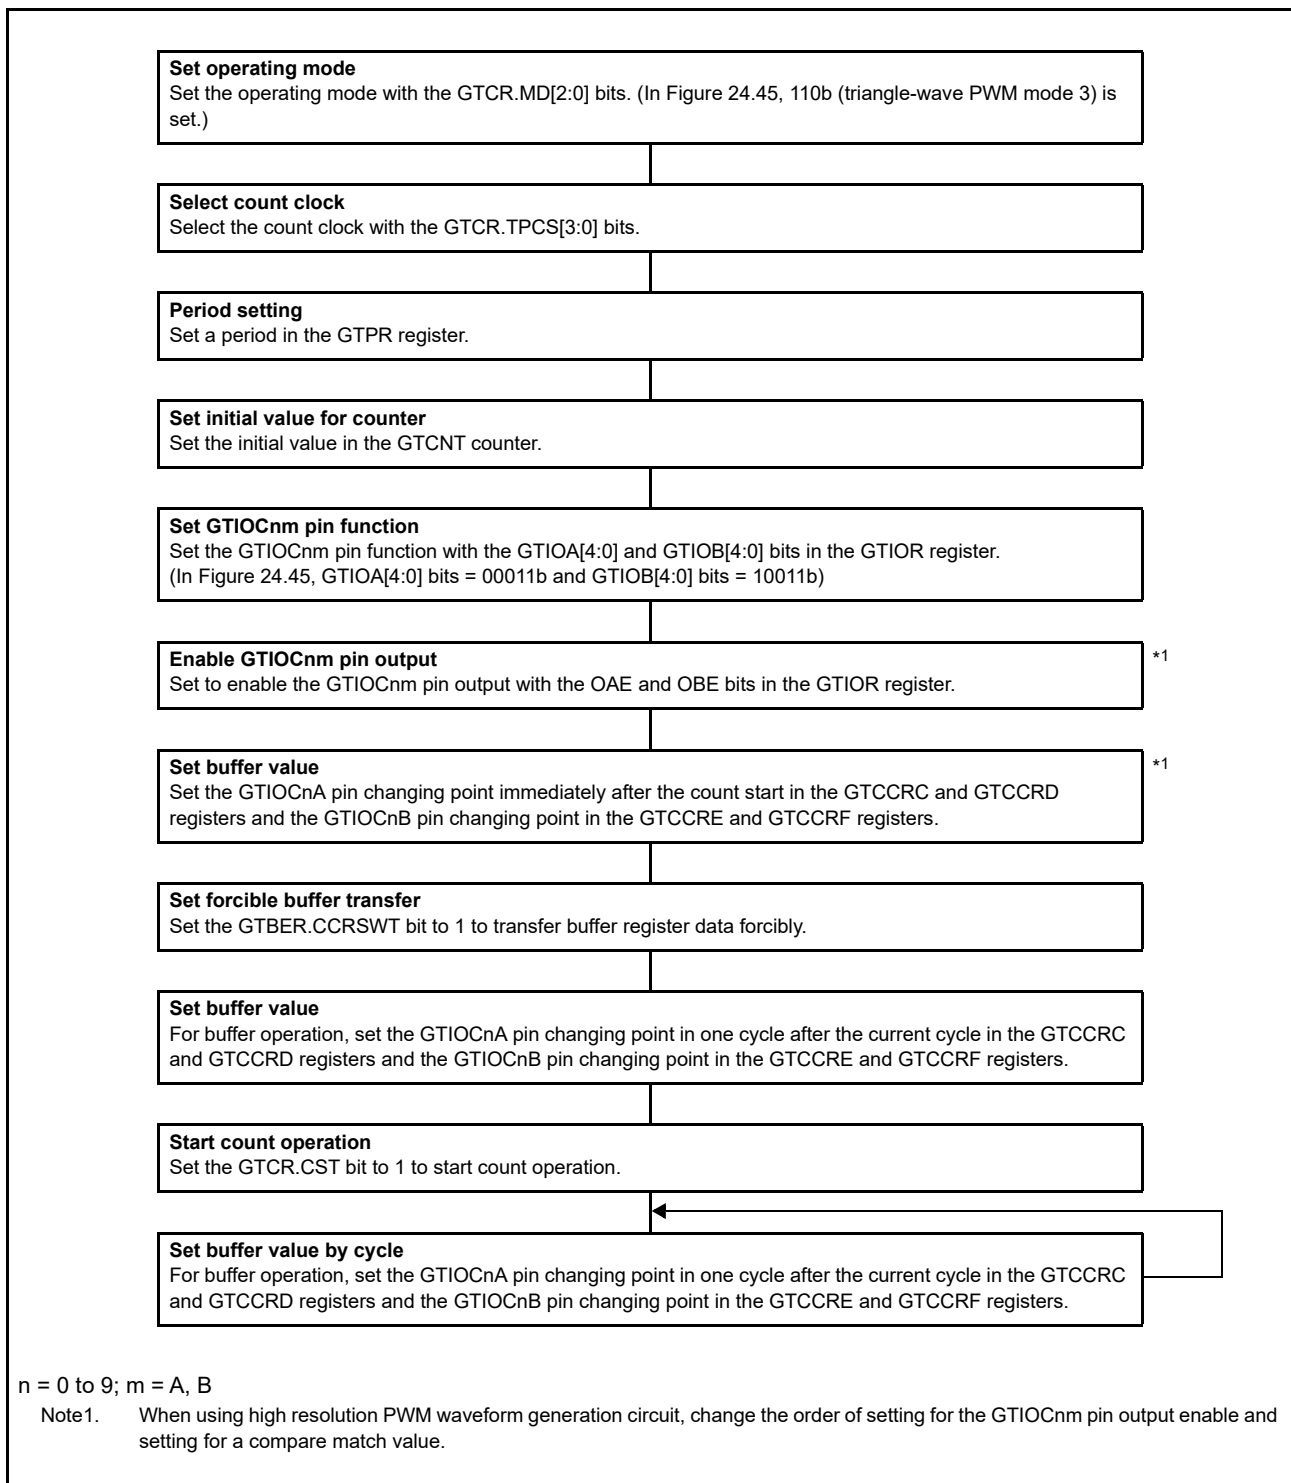 Set operating mode
Set the operating mode with the GTCR.MD[2:0] bits. (In Figure 24.45, 110b (triangle-wave PWM mode 3) is
set.)
Select count clock
Select the count clock with the GTCR.TPCS[3:0] bits.
Period setting
Set a period in the GTPR register.
Set initial value for counter
Set the initial value in the GTCNT counter.
Set GTIOCnm pin function
Set the GTIOCnm pin function with the GTIOA[4:0] and GTIOB[4:0] bits in the GTIOR register.
(In Figure 24.45, GTIOA[4:0] bits = 00011b and GTIOB[4:0] bits = 10011b)
Enable GTIOCnm pin output *1
Set to enable the GTIOCnm pin output with the OAE and OBE bits in the GTIOR register.
Set buffer value *1
Set the GTIOCnA pin changing point immediately after the count start in the GTCCRC and GTCCRD
registers and the GTIOCnB pin changing point in the GTCCRE and GTCCRF registers.
Set forcible buffer transfer
Set the GTBER.CCRSWT bit to 1 to transfer buffer register data forcibly.
Set buffer value
For buffer operation, set the GTIOCnA pin changing point in one cycle after the current cycle in the GTCCRC
and GTCCRD registers and the GTIOCnB pin changing point in the GTCCRE and GTCCRF registers.
Start count operation
Set the GTCR.CST bit to 1 to start count operation.
Set buffer value by cycle
For buffer operation, set the GTIOCnA pin changing point in one cycle after the current cycle in the GTCCRC
and GTCCRD registers and the GTIOCnB pin changing point in the GTCCRE and GTCCRF registers.
n = 0 to 9; m = A, B
Note1. When using high resolution PWM waveform generation circuit, change the order of setting for the GTIOCnm pin output enable and
setting for a compare match value.